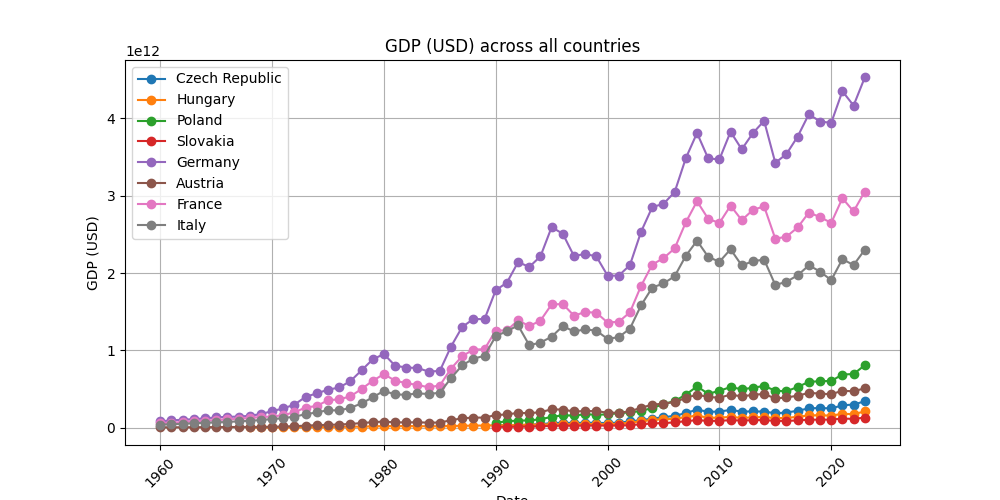 GDP (USD) across all countries
1e12
Czech Republic
Hungary
Poland
Slovakia
Germany
Austria
France
Italy
GDP (USD)
4
3
2
1
0
1960
1970
1980
1990
2000
2010
2020
Date